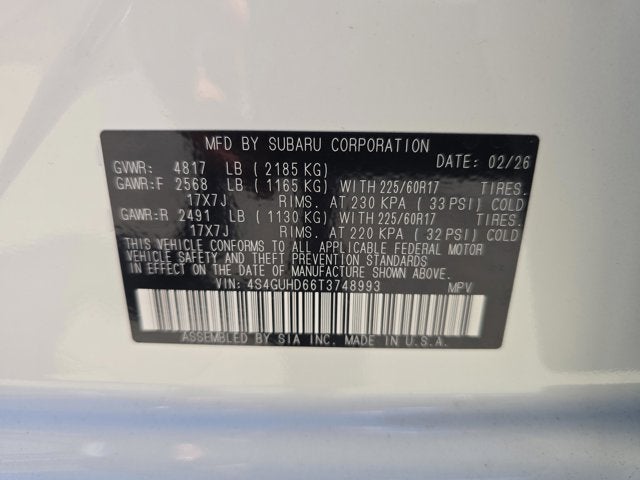 MFD BY SUBARU CORPORATION
DATE: 02/26
GVWR: 4817 LB ( 2185 KG)
GAWR:F 2568 LB ( 1165 KG) WITH 225/60R17 TIRES.
17X7J RIMS. AT 230 KPA ( 33 PSI) COLD
GAWR:R 2491 LB ( 1130 KG) WITH 225/60R17 TIRES.
17X7J RIMS. AT 220 KPA ( 32 PSI) COLD
THIS VEHICLE CONFORMS TO ALL APPLICABLE FEDERAL MOTOR
VEHICLE SAFETY AND THEFT PREVENTION STANDARDS
IN EFFECT ON THE DATE OF MANUFACTURE SHOWN ABOVE.
VIN: 4S4GUHD66T3748993 MPV
ASSEMBLED BY SIA INC. MADE IN U.S.A.